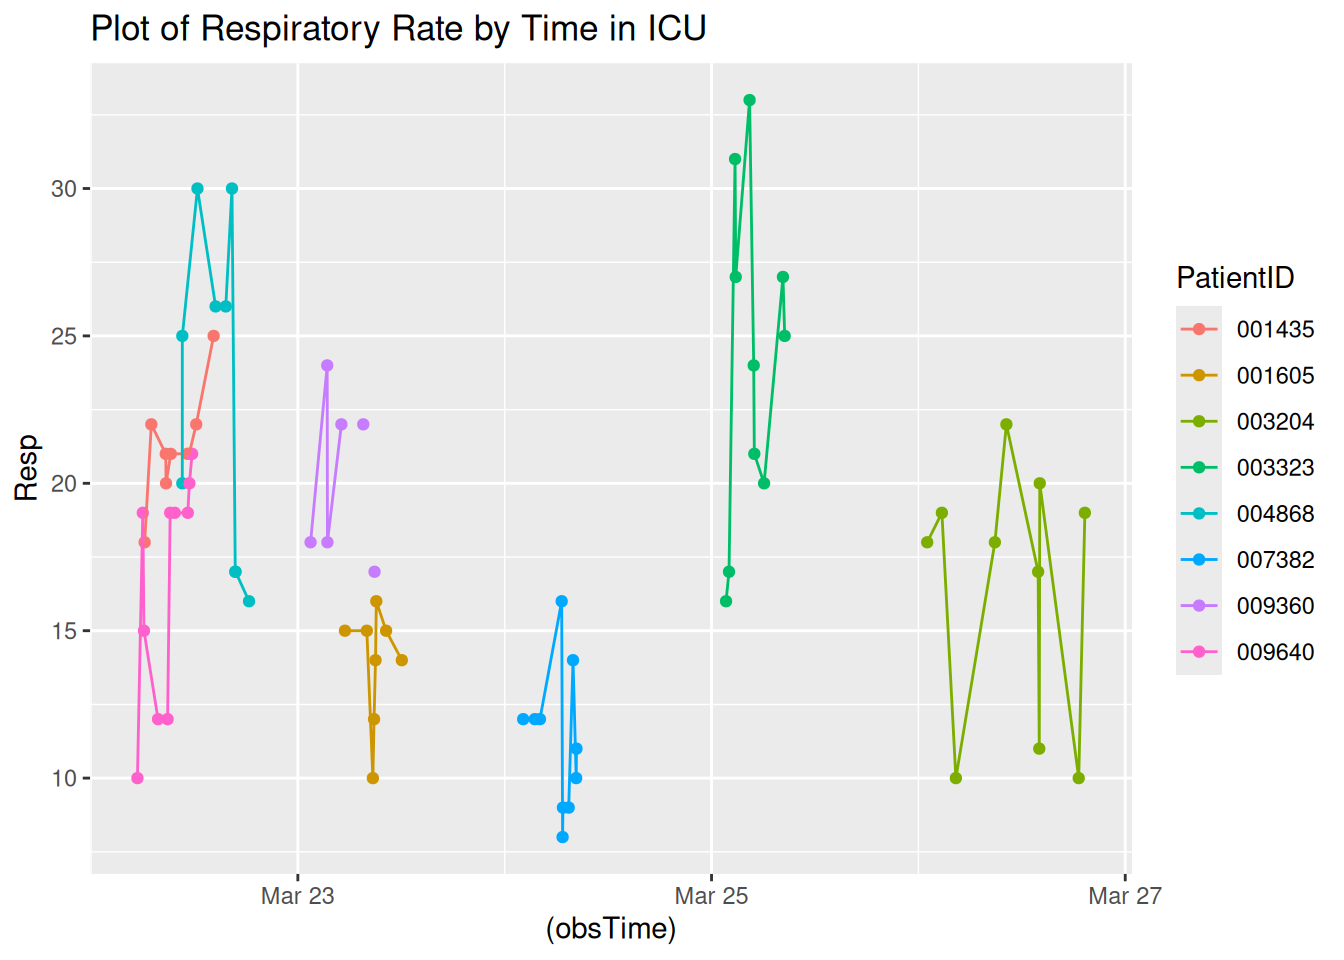 Plot of Respiratory Rate by Time in ICU
Resp
30
25
20
15
10
Mar 23
Mar 25
Mar 27
(obsTime)
PatientID
001435
001605
003204
003323
004868
007382
009360
009640